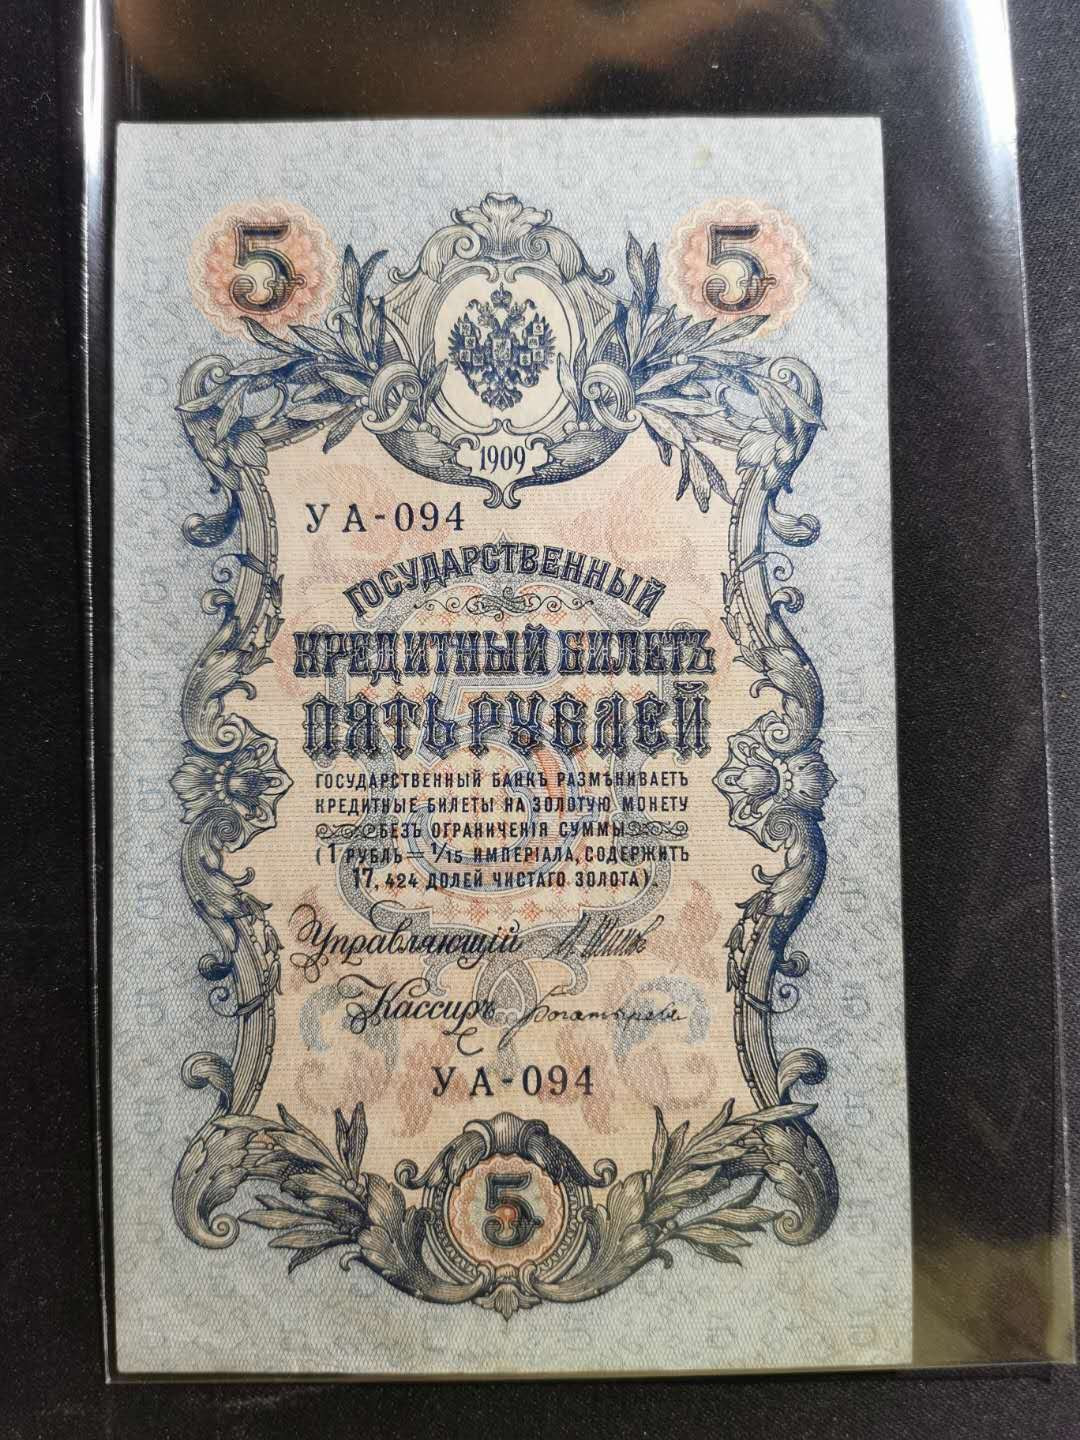 5 5
1909
УА-094
ГОСУДАРСТВЕННЫЙ
КРЕДИТНЫЙ БИЛЕТЪ
ПЯТЬ РУБЛЕЙ
5
ГОСУДАРСТВЕННЫЙ БАНКЪ РАЗМѢНИВАЕТЪ
КРЕДИТНЫЕ БИЛЕТЫ НА ЗОЛОТУЮ МОНЕТУ
БЕЗЪ ОГРАНИЧЕНІЯ СУММЫ
(1 РУБЛЬ = 1/15 ИМПЕРІАЛА, СОДЕРЖИТЪ
17,424 ДОЛЕЙ ЧИСТАГО ЗОЛОТА).
Управляющій
Кассиръ
УА-094
5